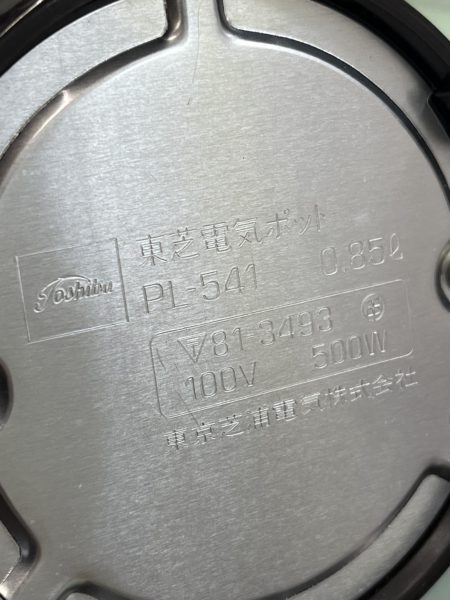 Toshiba
東芝電気ポット
PL-541 0.85ℓ
▽81-3493
100V 500W
東京芝浦電気株式会社